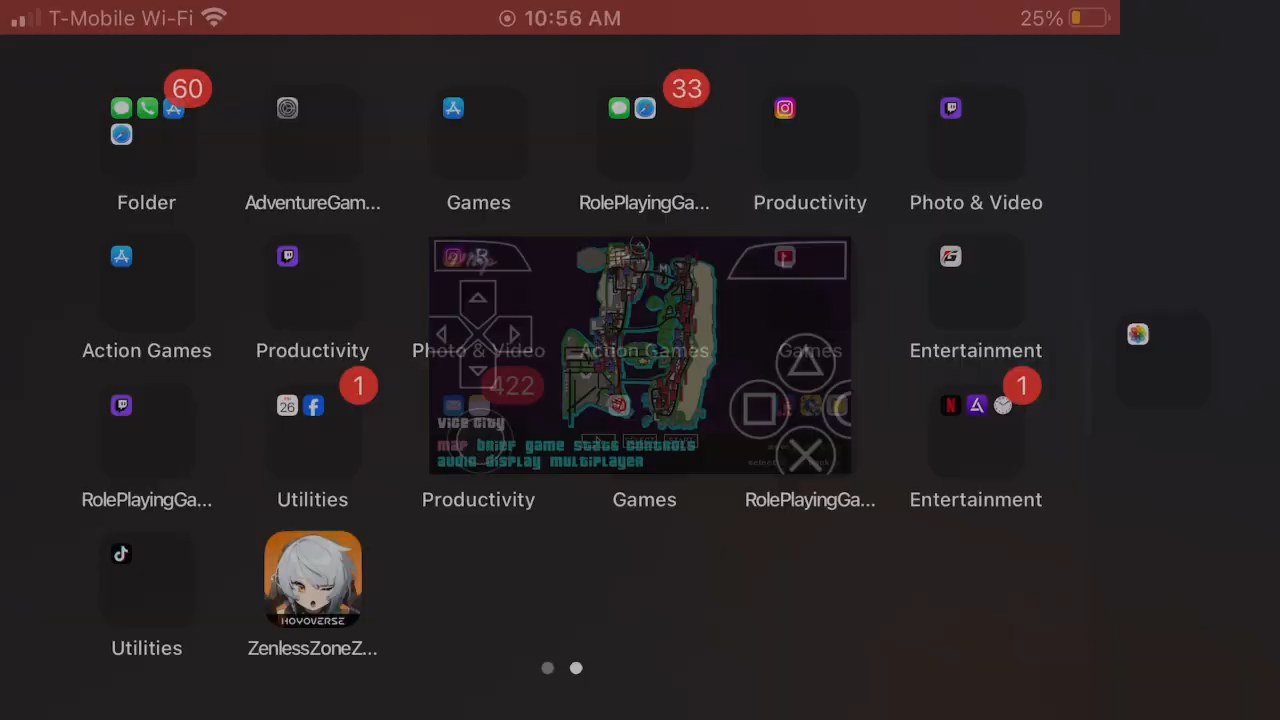 T-Mobile Wi-Fi 10:56 AM 25%
60 33
Folder AdventureGam... Games RolePlayingGa... Productivity Photo & Video
R
Action Games Productivity Photo & Video Action Games Games Entertainment
1 422 1
26
VICE CITY
map brief game stats controls
audio display multiplayer
RolePlayingGa... Utilities Productivity Games RolePlayingGa... Entertainment
HOYOVERSE
Utilities ZenlessZoneZ...